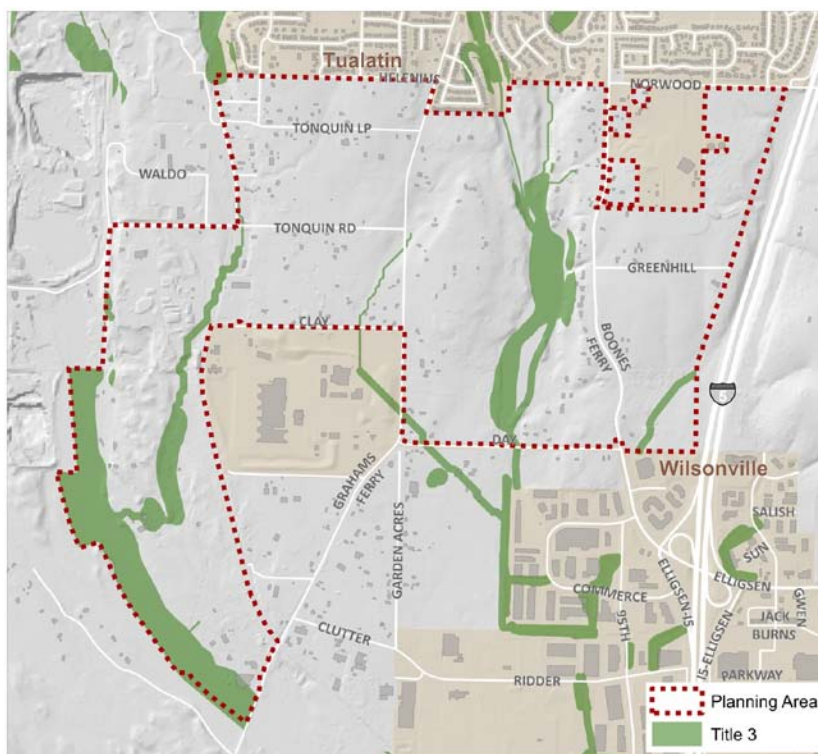 Tualatin
HELENIUS
NORWOOD
TONQUIN LP
WALDO
TONQUIN RD
GREENHILL
CLAY
BOONES
FERRY
5
DAY
Wilsonville
GRAHAMS
FERRY
GARDEN ACRES
SALISH
SUN
ELLIGSEN
GWEN
ELLIGSEN-I5
COMMERCE
95TH
I5-ELLIGSEN
JACK
BURNS
CLUTTER
RIDDER
PARKWAY
Planning Area
Title 3